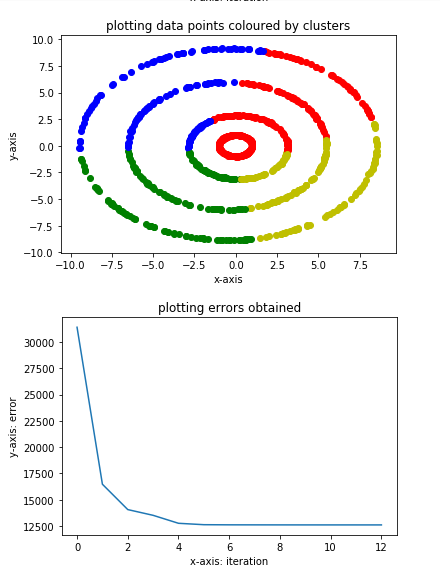 x-axis: iteration
plotting data points coloured by clusters
10.0
7.5
5.0
2.5
0.0
−2.5
−5.0
−7.5
−10.0
y-axis
−10.0 −7.5 −5.0 −2.5 0.0 2.5 5.0 7.5
x-axis
plotting errors obtained
30000
27500
25000
22500
20000
17500
15000
12500
y-axis: error
0 2 4 6 8 10 12
x-axis: iteration